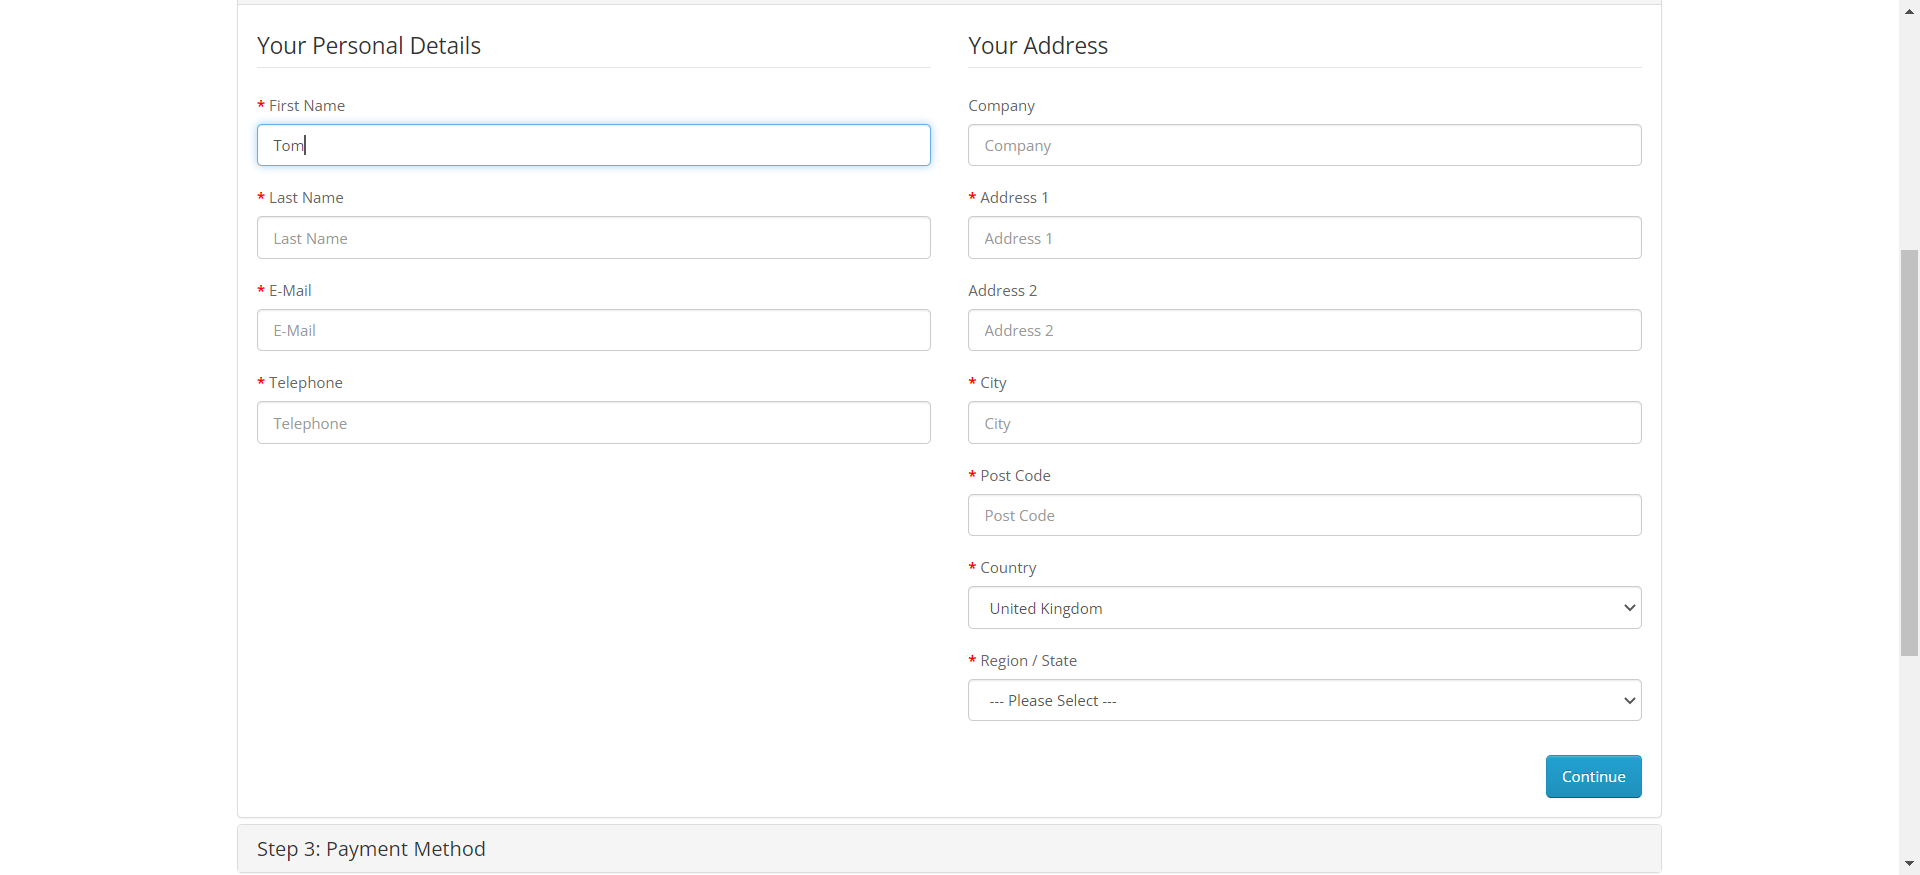 Your Personal Details
* First Name
Tom
* Last Name
Last Name
* E-Mail
E-Mail
* Telephone
Telephone
Your Address
Company
Company
* Address 1
Address 1
Address 2
Address 2
* City
City
* Post Code
Post Code
* Country
United Kingdom
* Region / State
--- Please Select ---
Continue
Step 3: Payment Method